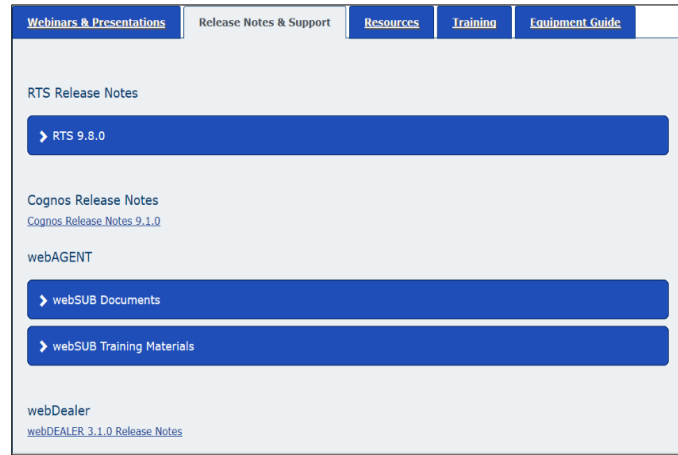 Webinars & Presentations
Release Notes & Support
Resources
Training
Equipment Guide
RTS Release Notes
RTS 9.8.0
Cognos Release Notes
Cognos Release Notes 9.1.0
webAGENT
webSUB Documents
webSUB Training Materials
webDealer
webDEALER 3.1.0 Release Notes